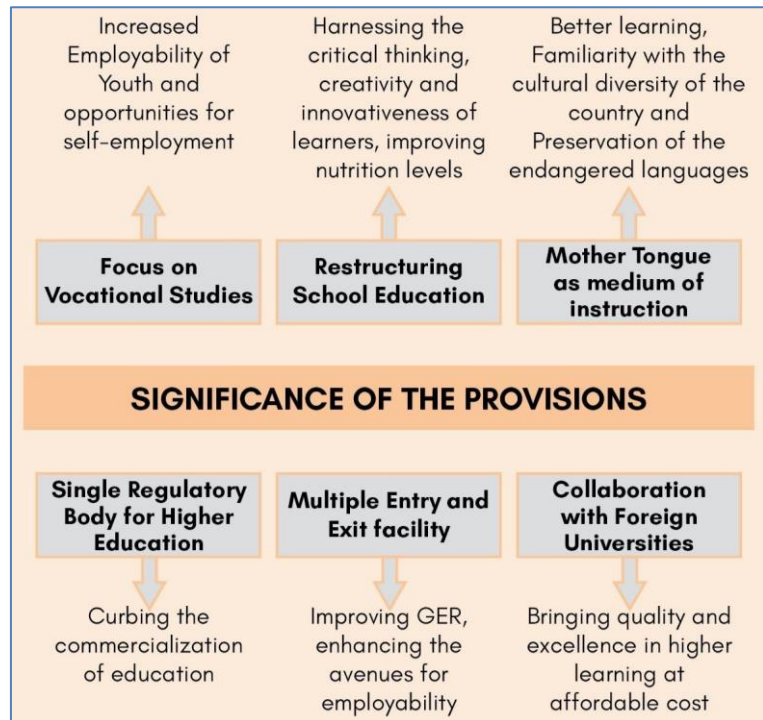 Increased
Employability of
Youth and
opportunities for
self-employment
Harnessing the
critical thinking,
creativity and
innovativeness of
learners, improving
nutrition levels
Better learning,
Familiarity with the
cultural diversity of the
country and
Preservation of the
endangered languages
Focus on
Vocational Studies
Restructuring
School Education
Mother Tongue
as medium of
instruction
SIGNIFICANCE OF THE PROVISIONS
Single Regulatory
Body for Higher
Education
Multiple Entry and
Exit facility
Collaboration
with Foreign
Universities
Curbing the
commercialization
of education
Improving GER,
enhancing the
avenues for
employability
Bringing quality and
excellence in higher
learning at
affordable cost